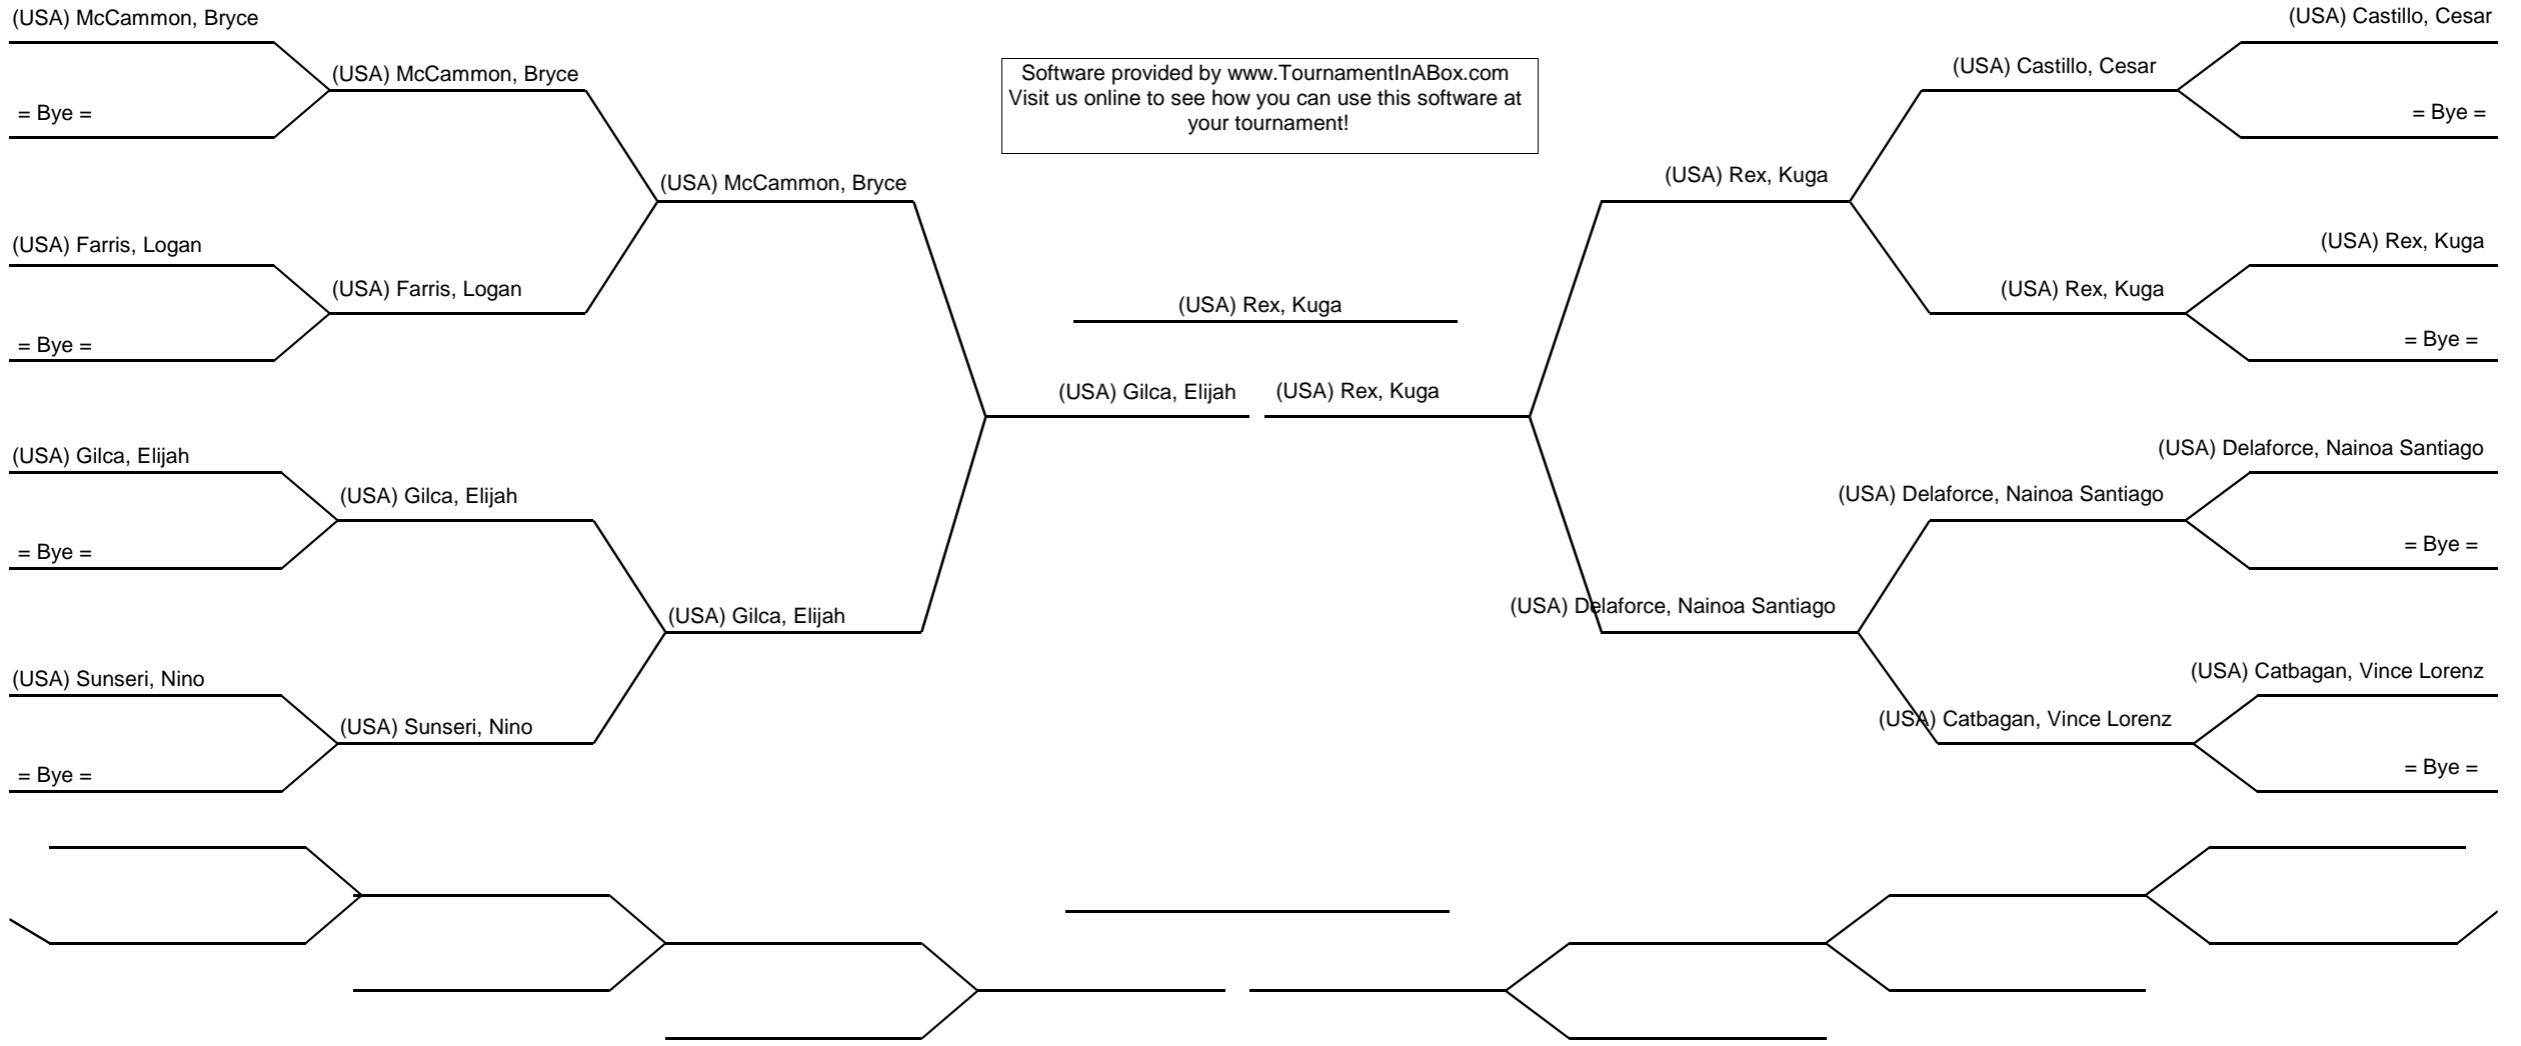 (USA) McCammon, Bryce
= Bye =
(USA) Farris, Logan
= Bye =
(USA) Gilca, Elijah
= Bye =
(USA) Sunseri, Nino
= Bye =
(USA) McCammon, Bryce
(USA) Farris, Logan
(USA) Gilca, Elijah
(USA) Sunseri, Nino
(USA) McCammon, Bryce
(USA) Gilca, Elijah
Software provided by www.TournamentInABox.com
Visit us online to see how you can use this software at
your tournament!
(USA) Rex, Kuga
(USA) Gilca, Elijah
(USA) Rex, Kuga
(USA) Rex, Kuga
(USA) Delaforce, Nainoa Santiago
(USA) Castillo, Cesar
(USA) Rex, Kuga
(USA) Delaforce, Nainoa Santiago
(USA) Catbagan, Vince Lorenz
(USA) Castillo, Cesar
= Bye =
(USA) Rex, Kuga
= Bye =
(USA) Delaforce, Nainoa Santiago
= Bye =
(USA) Catbagan, Vince Lorenz
= Bye =